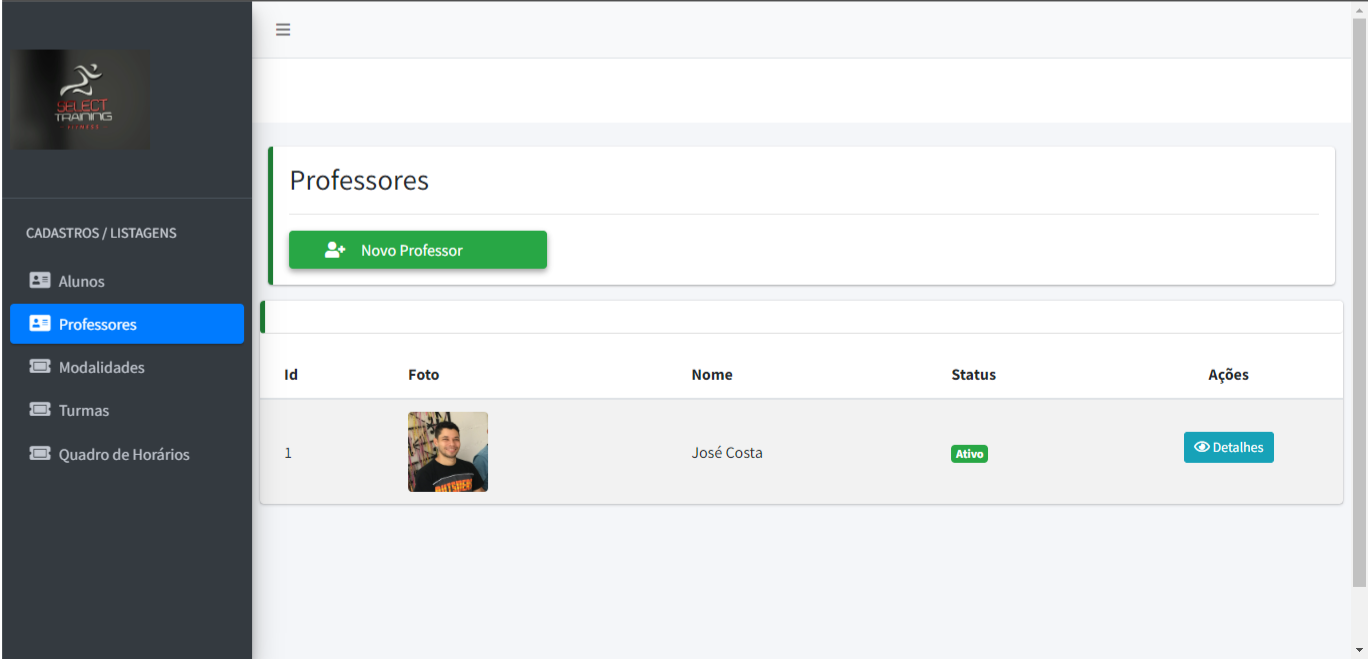 SELECT
TRAINING
FITNESS
Professores
CADASTROS / LISTAGENS
Novo Professor
Alunos
Professores
Modalidades
Turmas
Quadro de Horários
Id Foto Nome Status Ações
1 José Costa Ativo Detalhes